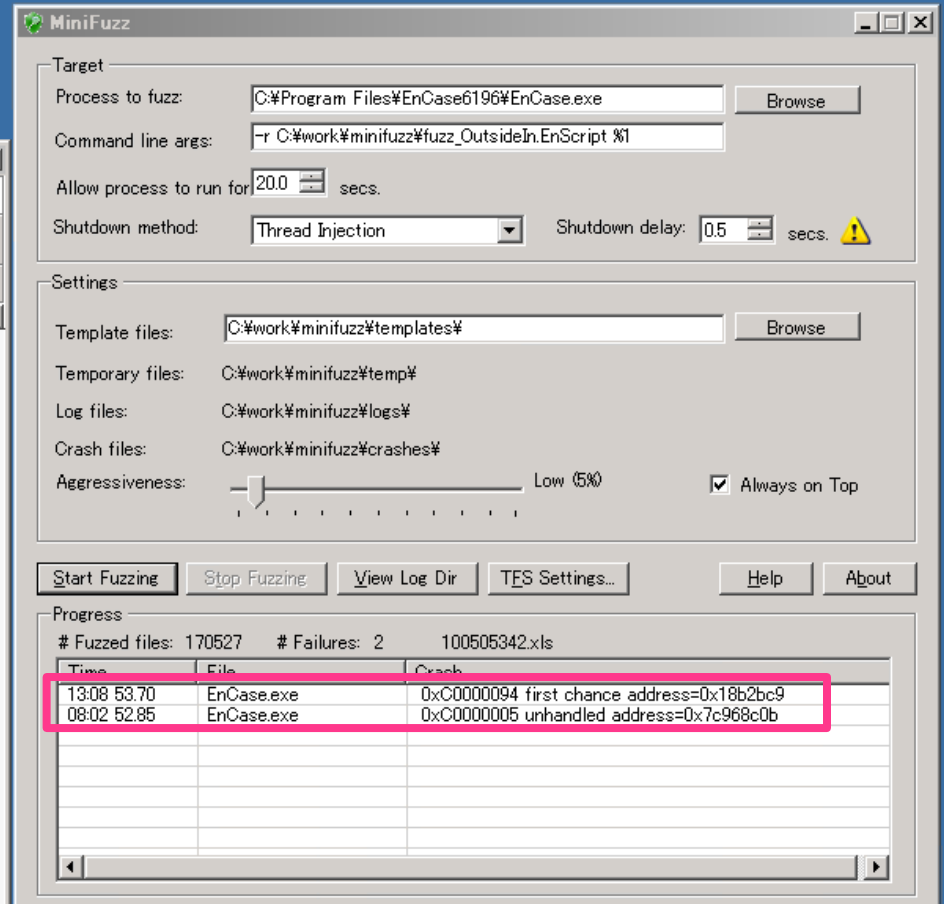 MiniFuzz
Target
Process to fuzz: C:¥Program Files¥EnCase6196¥EnCase.exe Browse
Command line args: -r C:¥work¥minifuzz¥fuzz_OutsideIn.EnScript %1
Allow process to run for 20.0 secs.
Shutdown method: Thread Injection Shutdown delay: 0.5 secs.
Settings
Template files: C:¥work¥minifuzz¥templates¥ Browse
Temporary files: C:¥work¥minifuzz¥temp¥
Log files: C:¥work¥minifuzz¥logs¥
Crash files: C:¥work¥minifuzz¥crashes¥
Aggressiveness: Low (5%) Always on Top
Start Fuzzing Stop Fuzzing View Log Dir TFS Settings... Help About
Progress
# Fuzzed files: 170527 # Failures: 2 100505342.xls
Time File Crash
13:08 53.70 EnCase.exe 0xC0000094 first chance address=0x18b2bc9
08:02 52.85 EnCase.exe 0xC0000005 unhandled address=0x7c968c0b